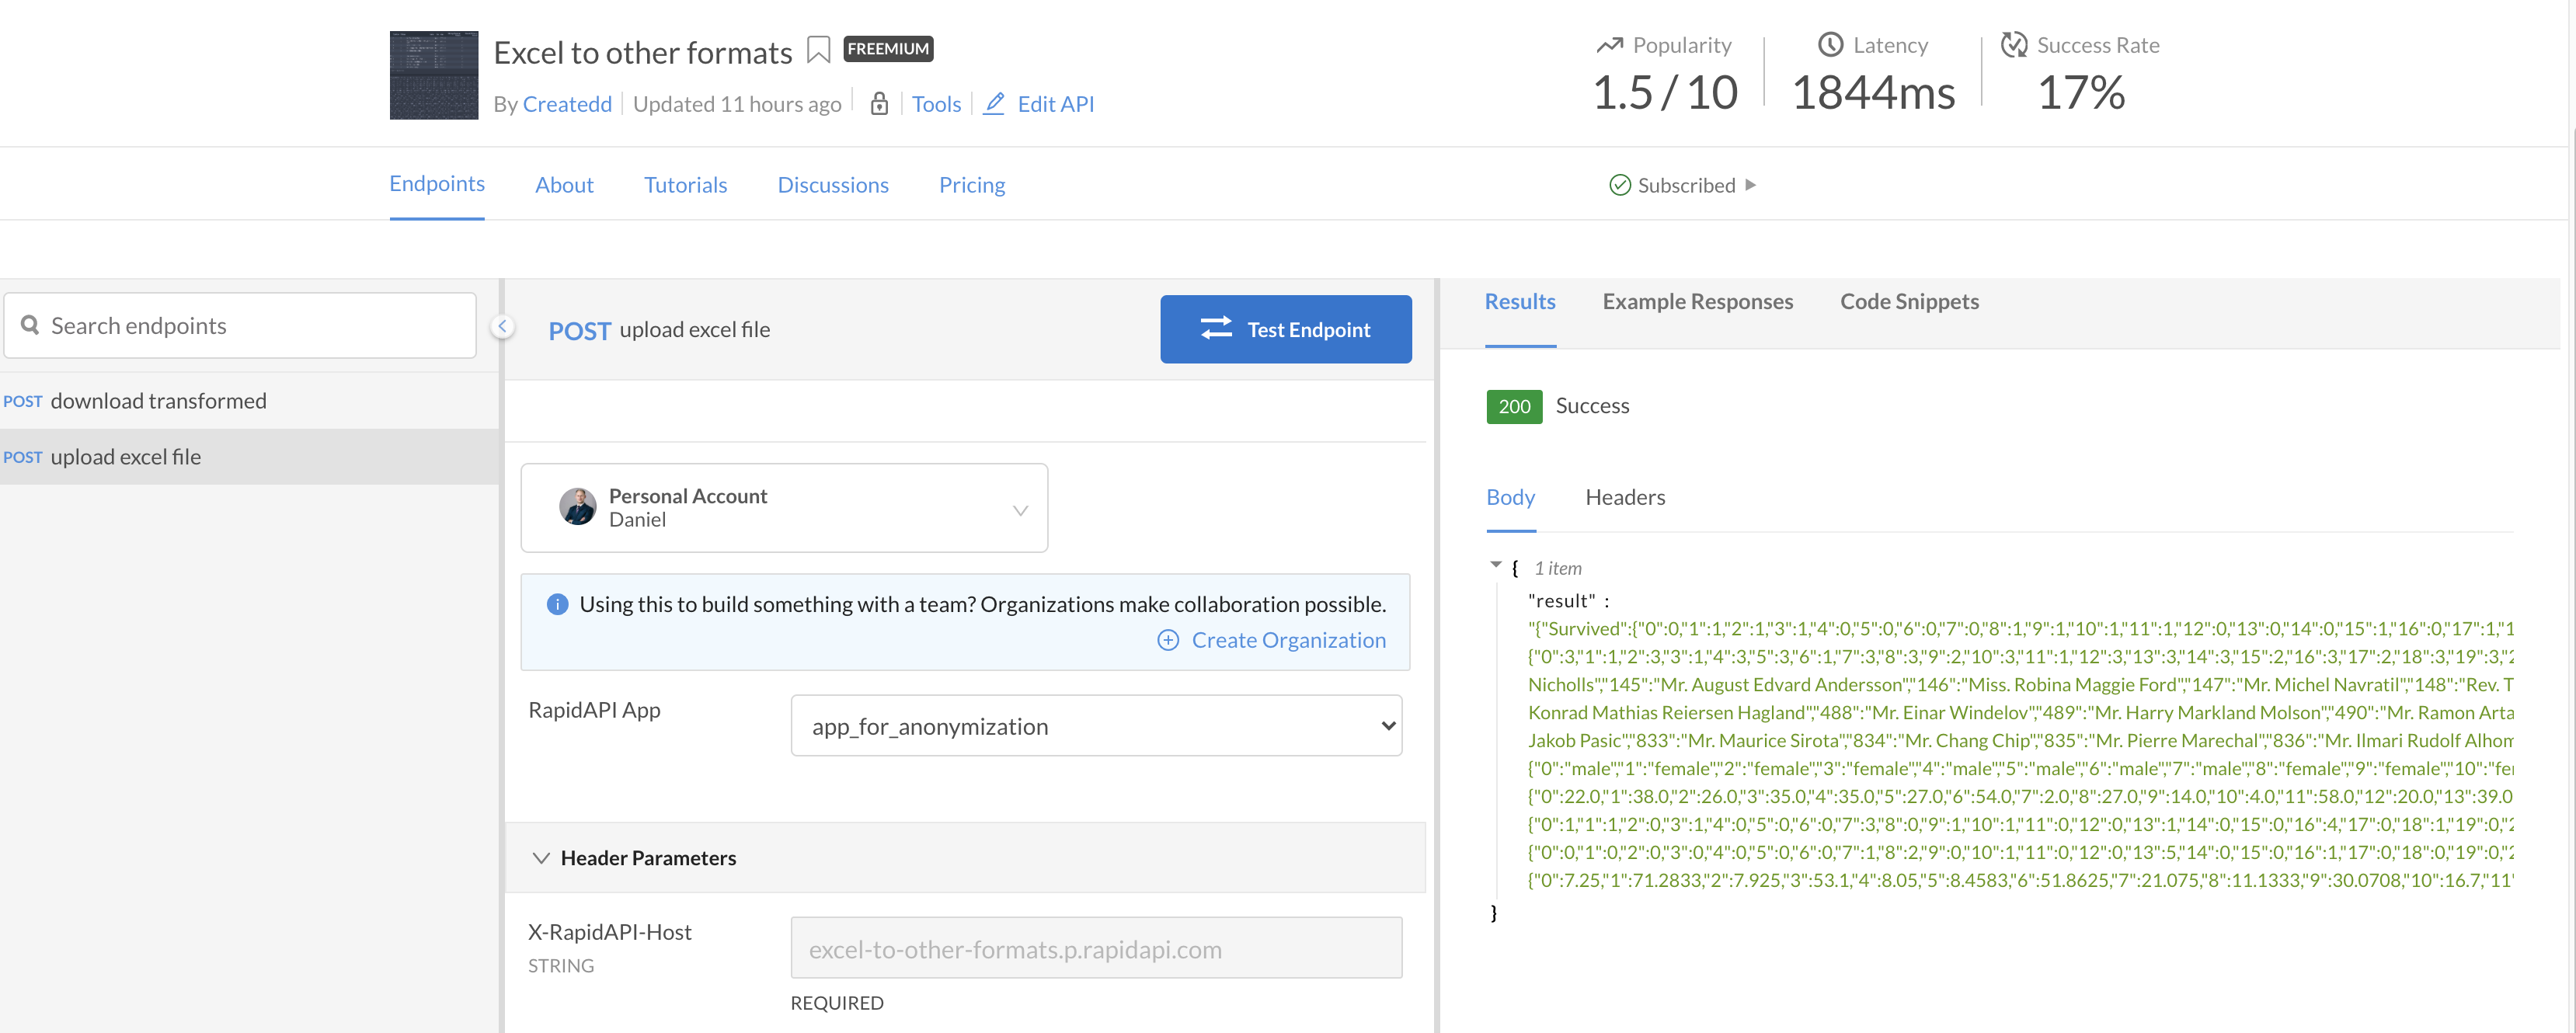 Excel to other formats FREEMIUM
By Createdd Updated 11 hours ago Tools Edit API
Popularity Latency Success Rate
1.5 / 10 1844ms 17%
Endpoints About Tutorials Discussions Pricing Subscribed
Search endpoints
POST download transformed
POST upload excel file
POST upload excel file Test Endpoint
Personal Account
Daniel
Using this to build something with a team? Organizations make collaboration possible.
Create Organization
RapidAPI App app_for_anonymization
Header Parameters
X-RapidAPI-Host excel-to-other-formats.p.rapidapi.com
STRING
REQUIRED
Results Example Responses Code Snippets
200 Success
Body Headers
{ 1 item
"result" :
"{"Survived":{"0":0,"1":1,"2":1,"3":1,"4":0,"5":0,"6":0,"7":0,"8":1,"9":1,"10":1,"11":1,"12":0,"13":0,"14":0,"15":1,"16":0,"17":1,"1
{"0":3,"1":1,"2":3,"3":1,"4":3,"5":3,"6":1,"7":3,"8":3,"9":2,"10":3,"11":1,"12":3,"13":3,"14":3,"15":2,"16":3,"17":2,"18":3,"19":3,"2
Nicholls","145":"Mr. August Edvard Andersson","146":"Miss. Robina Maggie Ford","147":"Mr. Michel Navratil","148":"Rev. T
Konrad Mathias Reiersen Hagland","488":"Mr. Einar Windelov","489":"Mr. Harry Markland Molson","490":"Mr. Ramon Arta
Jakob Pasic","833":"Mr. Maurice Sirota","834":"Mr. Chang Chip","835":"Mr. Pierre Marechal","836":"Mr. Ilmari Rudolf Alhom
{"0":"male","1":"female","2":"female","3":"female","4":"male","5":"male","6":"male","7":"male","8":"female","9":"female","10":"fe
{"0":22.0,"1":38.0,"2":26.0,"3":35.0,"4":35.0,"5":27.0,"6":54.0,"7":2.0,"8":27.0,"9":14.0,"10":4.0,"11":58.0,"12":20.0,"13":39.0
{"0":1,"1":1,"2":0,"3":1,"4":0,"5":0,"6":0,"7":3,"8":0,"9":1,"10":1,"11":0,"12":0,"13":1,"14":0,"15":0,"16":4,"17":0,"18":1,"19":0,"2
{"0":0,"1":0,"2":0,"3":0,"4":0,"5":0,"6":0,"7":1,"8":2,"9":0,"10":1,"11":0,"12":0,"13":5,"14":0,"15":0,"16":1,"17":0,"18":0,"19":0,"2
{"0":7.25,"1":71.2833,"2":7.925,"3":53.1,"4":8.05,"5":8.4583,"6":51.8625,"7":21.075,"8":11.1333,"9":30.0708,"10":16.7,"11"
}